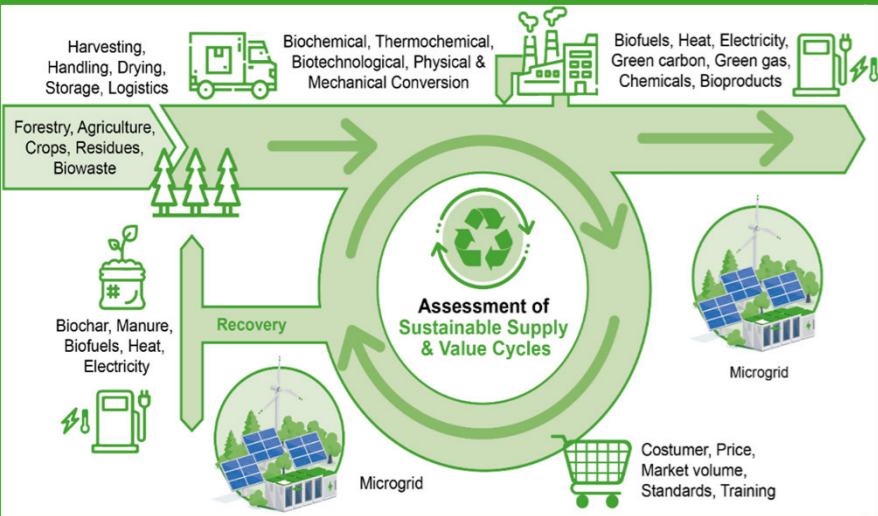 Harvesting,
Handling, Drying,
Storage, Logistics
Biochemical, Thermochemical,
Biotechnological, Physical &
Mechanical Conversion
Biofuels, Heat, Electricity,
Green carbon, Green gas,
Chemicals, Bioproducts
Forestry, Agriculture,
Crops, Residues,
Biowaste
#
Biochar, Manure,
Biofuels, Heat,
Electricity
Recovery
Assessment of
Sustainable Supply
& Value Cycles
Microgrid
Microgrid
Costumer, Price,
Market volume,
Standards, Training